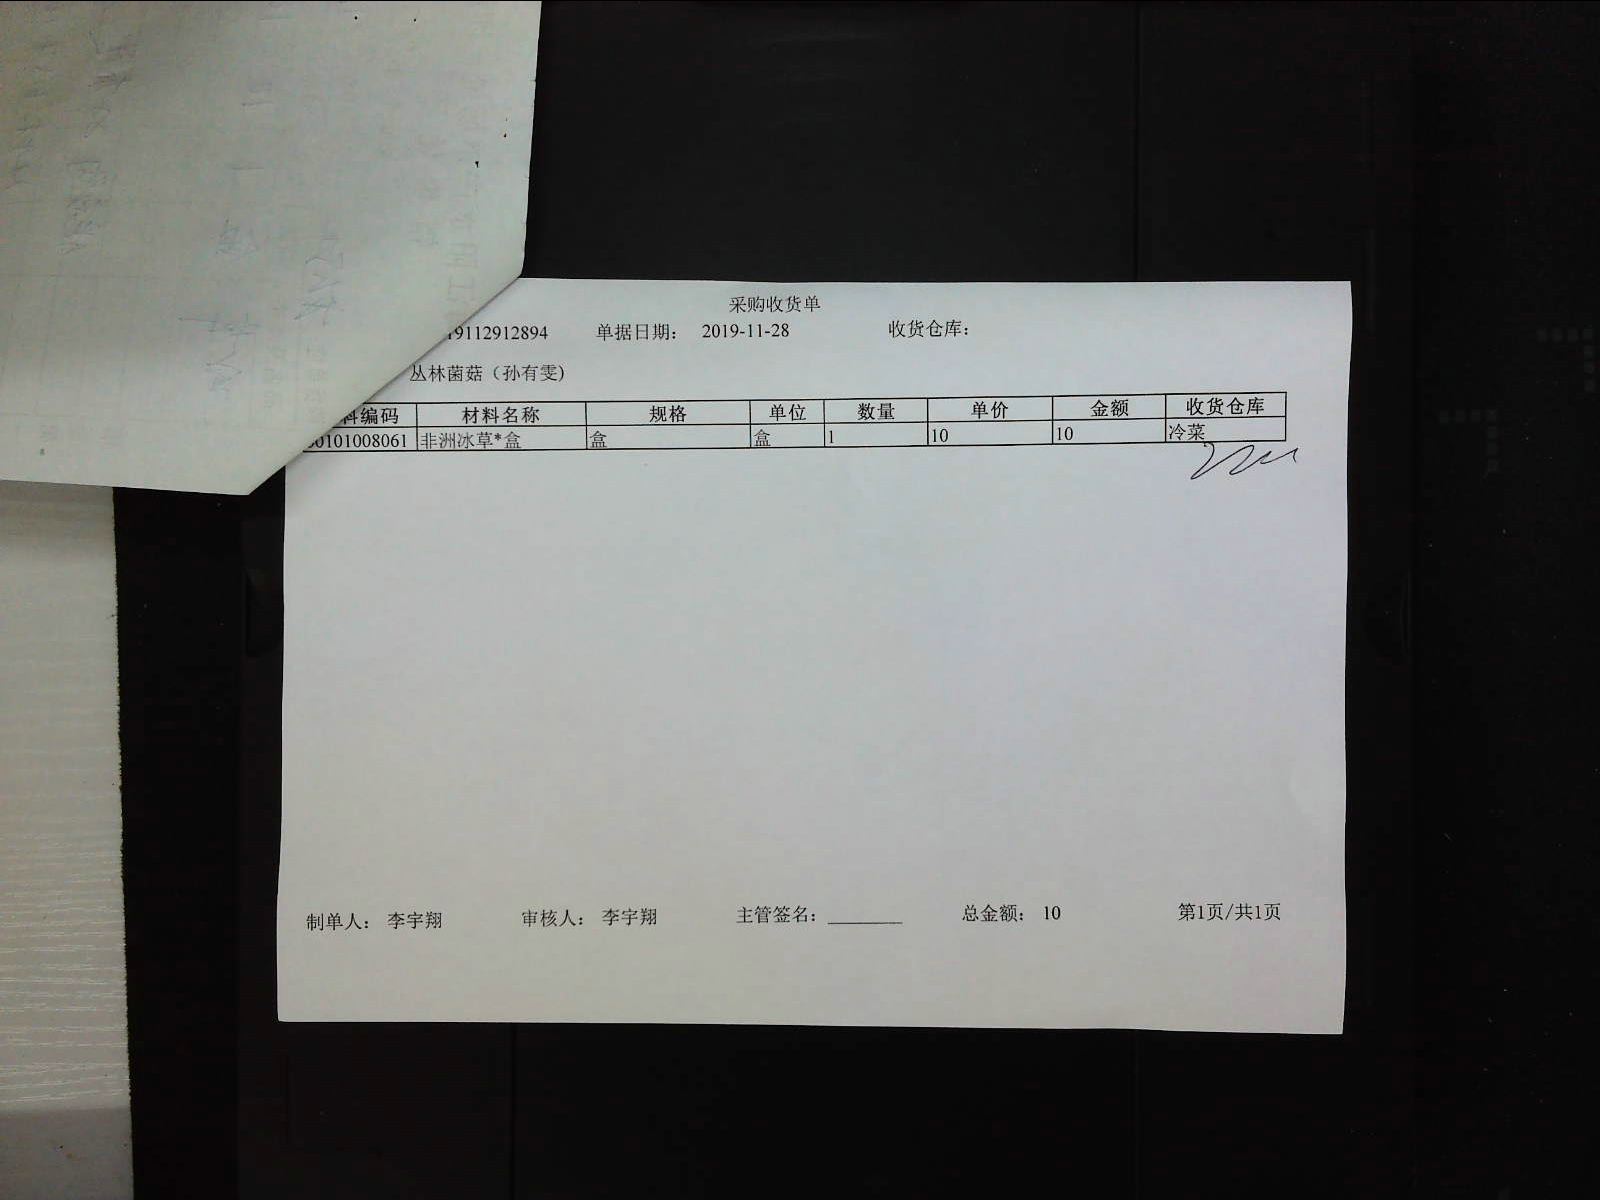 采购收货单
19112912894 单据日期: 2019-11-28 收货仓库:
丛林菌菇（孙有雯)
料编码 材料名称 规格 单位 数量 单价 金额 收货仓库
0101008061 非洲冰草*盒 盒 盒 1 10 10 冷菜
制单人: 李宇翔 审核人: 李宇翔 主管签名: 总金额: 10 第1页/共1页